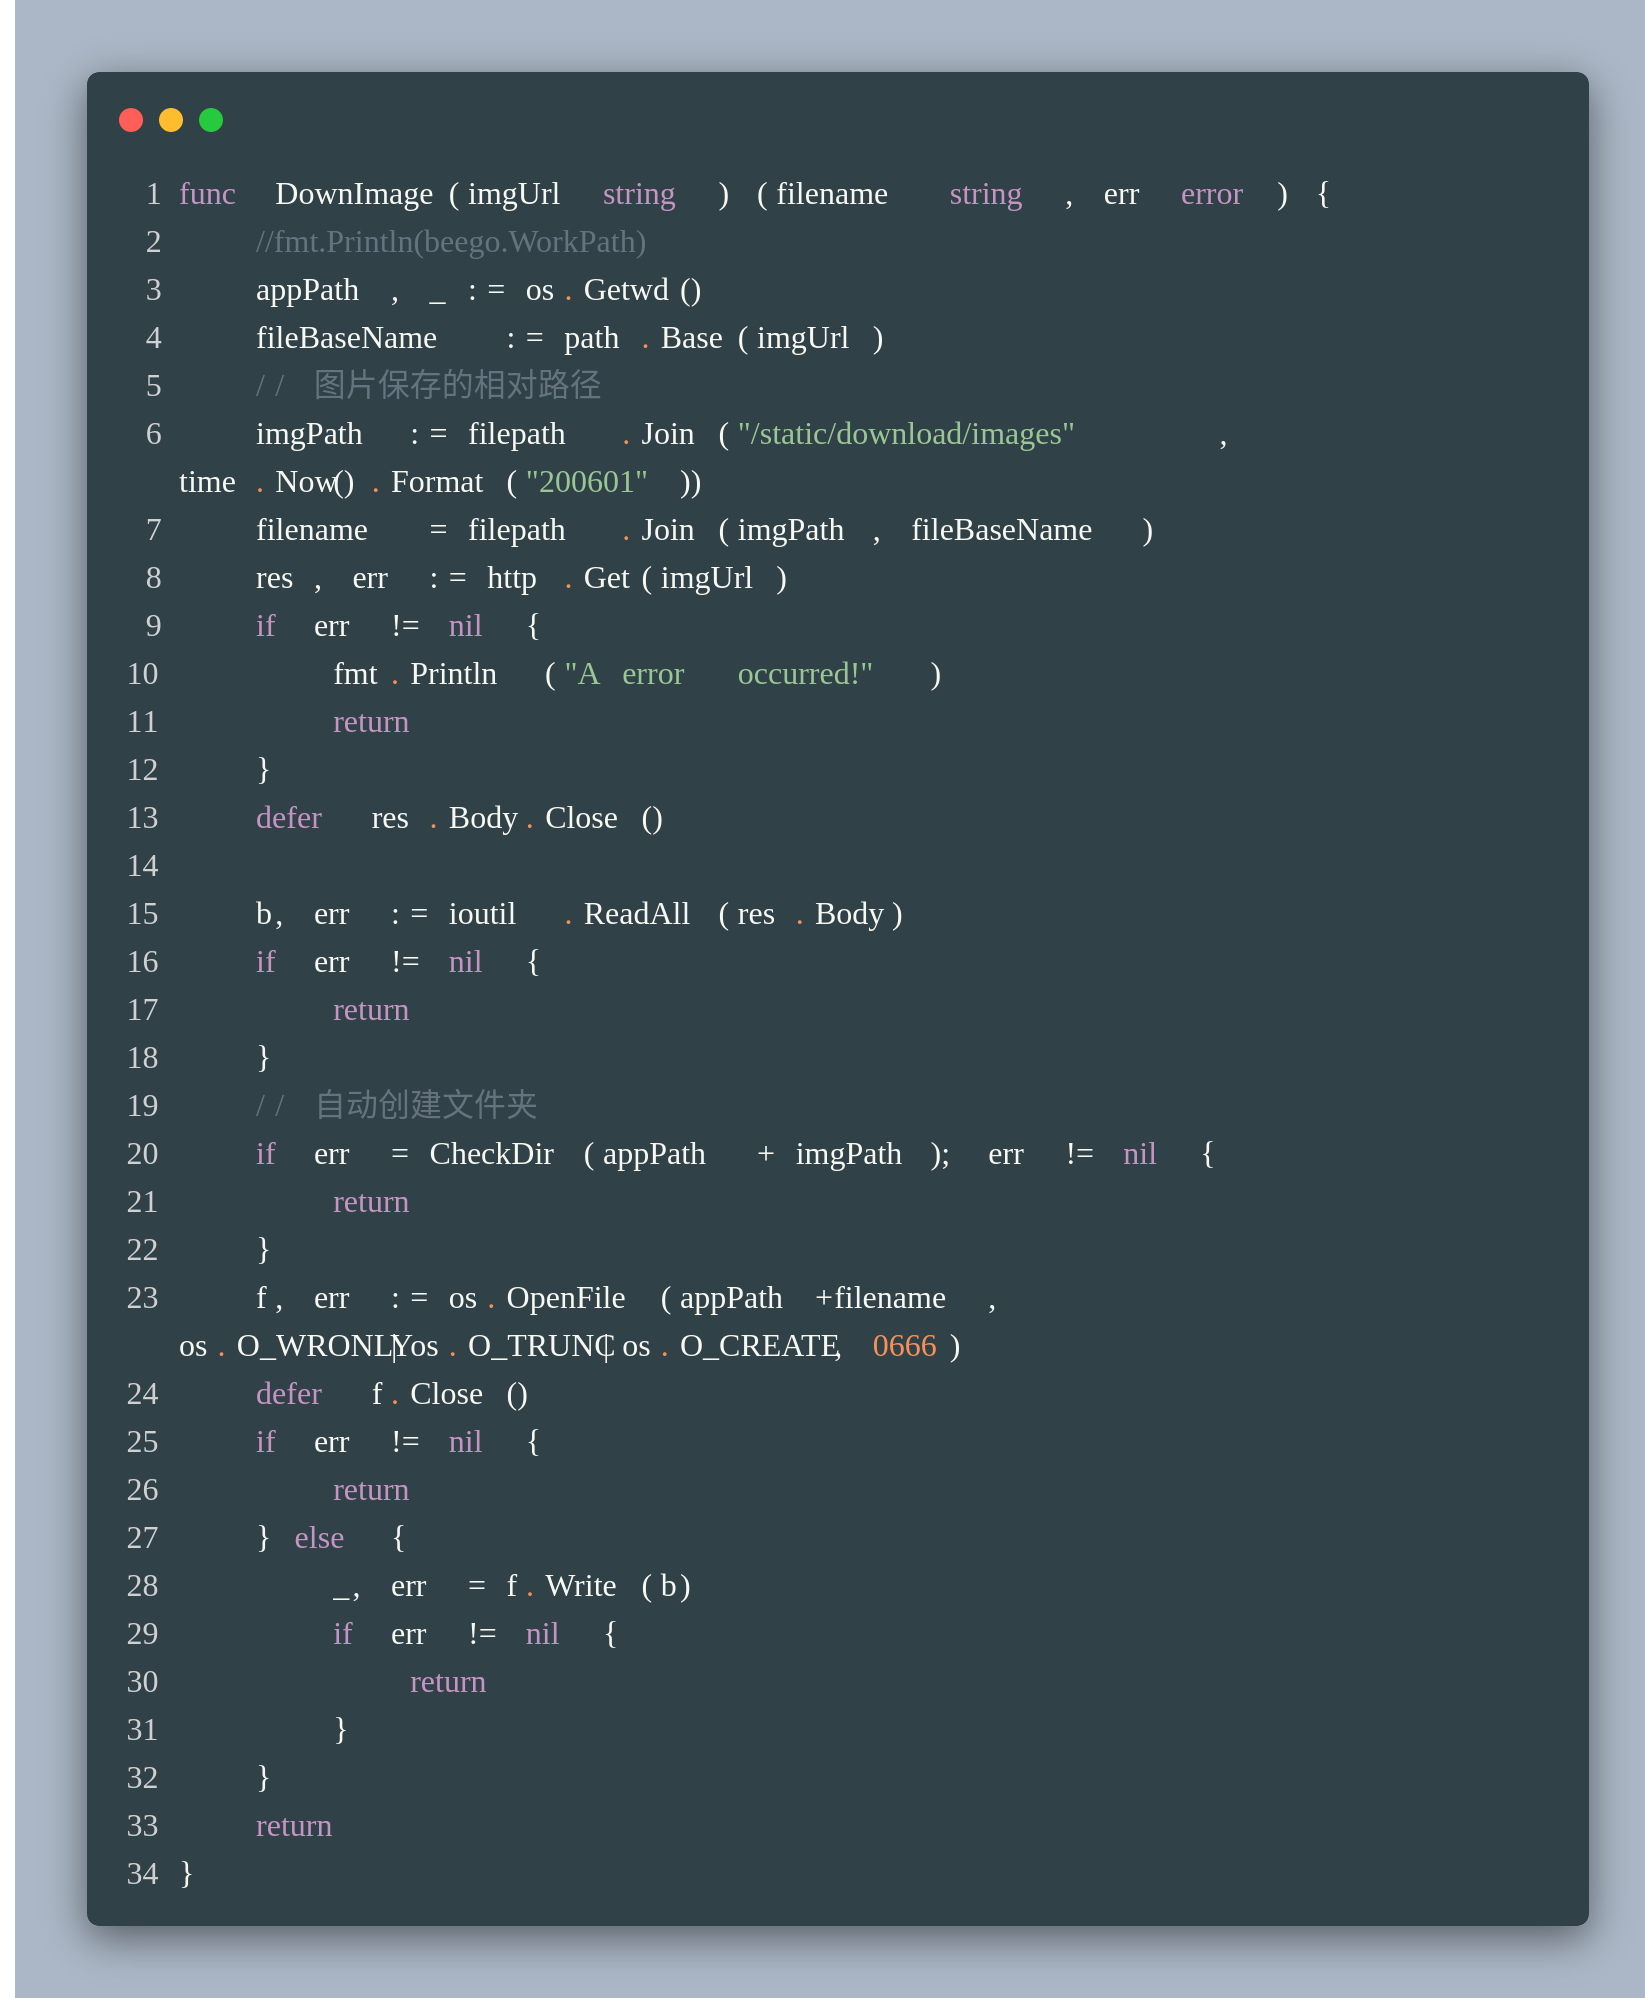 1 func DownImage(imgUrl string) (filename string, err error) {
2     //fmt.Println(beego.WorkPath)
3     appPath, _ := os.Getwd()
4     fileBaseName := path.Base(imgUrl)
5     // 图片保存的相对路径
6     imgPath := filepath.Join("/static/download/images",
time.Now().Format("200601"))
7     filename = filepath.Join(imgPath, fileBaseName)
8     res, err := http.Get(imgUrl)
9     if err != nil {
10         fmt.Println("A error occurred!")
11         return
12     }
13     defer res.Body.Close()
14
15     b, err := ioutil.ReadAll(res.Body)
16     if err != nil {
17         return
18     }
19     // 自动创建文件夹
20     if err = CheckDir(appPath + imgPath); err != nil {
21         return
22     }
23     f, err := os.OpenFile(appPath+filename,
os.O_WRONLY|os.O_TRUNC|os.O_CREATE, 0666)
24     defer f.Close()
25     if err != nil {
26         return
27     } else {
28         _, err = f.Write(b)
29         if err != nil {
30             return
31         }
32     }
33     return
34 }